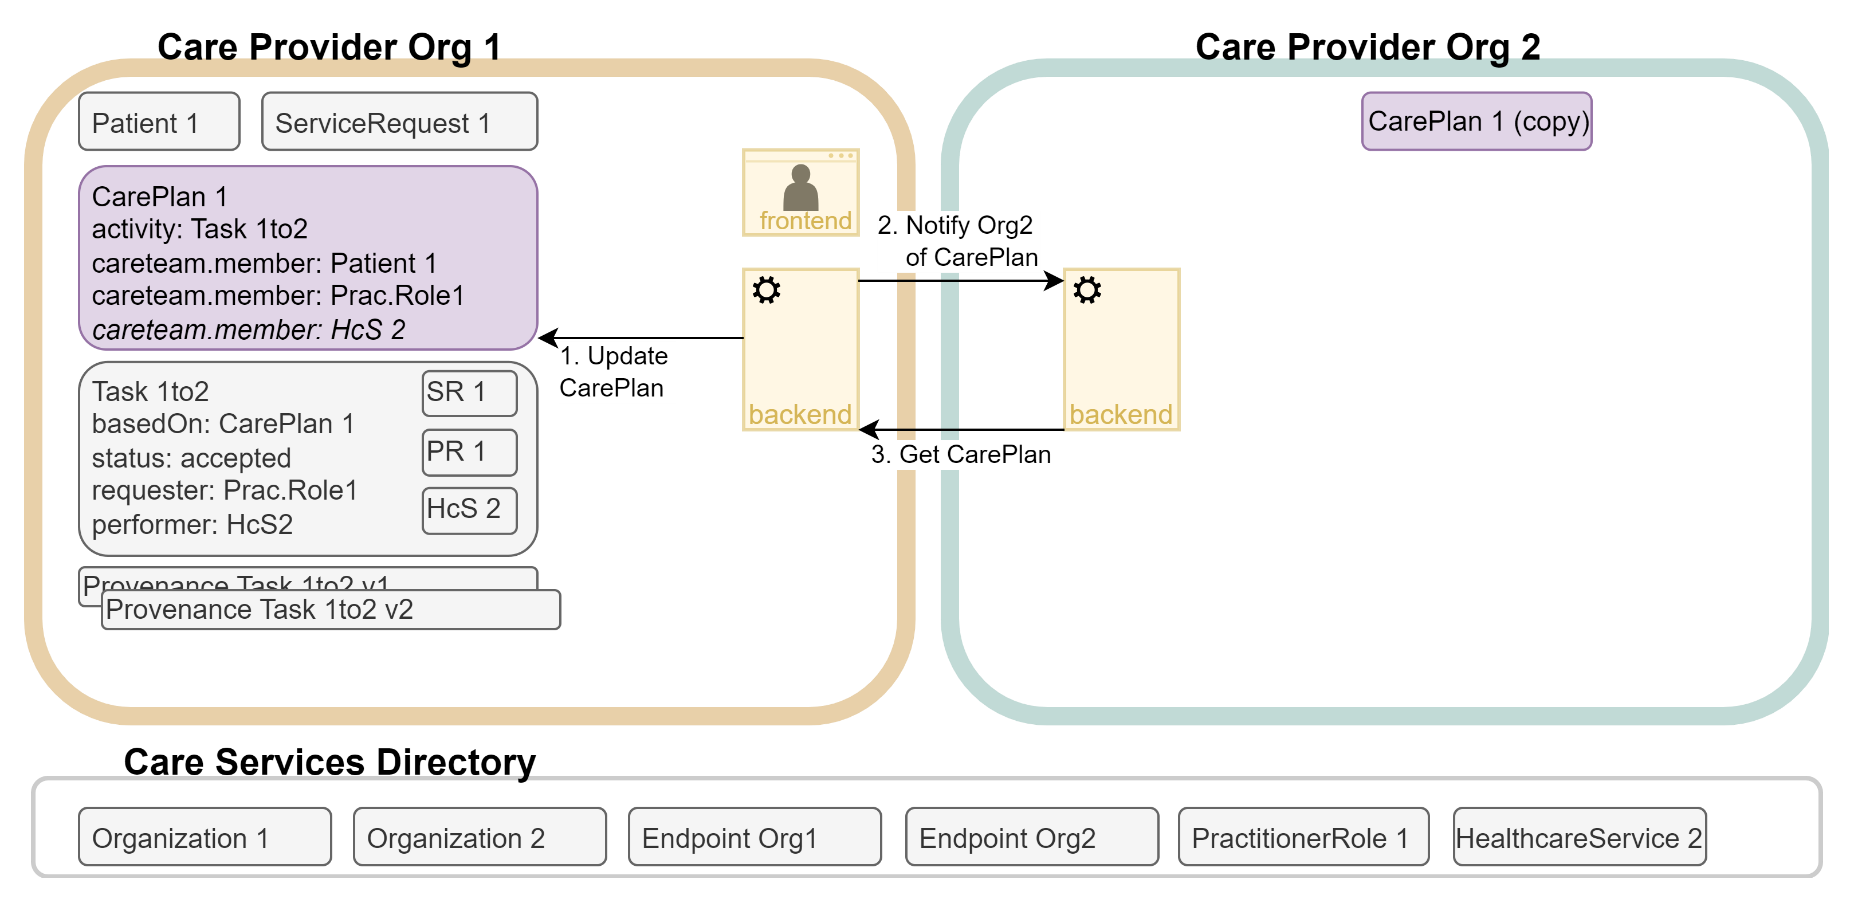 Care Provider Org 1
Care Provider Org 2
Patient 1
ServiceRequest 1
CarePlan 1 (copy)
CarePlan 1
activity: Task 1to2
careteam.member: Patient 1
careteam.member: Prac.Role1
careteam.member: HcS 2
frontend
2. Notify Org2
of CarePlan
1. Update
CarePlan
backend
backend
3. Get CarePlan
Task 1to2
basedOn: CarePlan 1
status: accepted
requester: Prac.Role1
performer: HcS2
SR 1
PR 1
HcS 2
Provenance Task 1to2 v1
Provenance Task 1to2 v2
Care Services Directory
Organization 1
Organization 2
Endpoint Org1
Endpoint Org2
PractitionerRole 1
HealthcareService 2